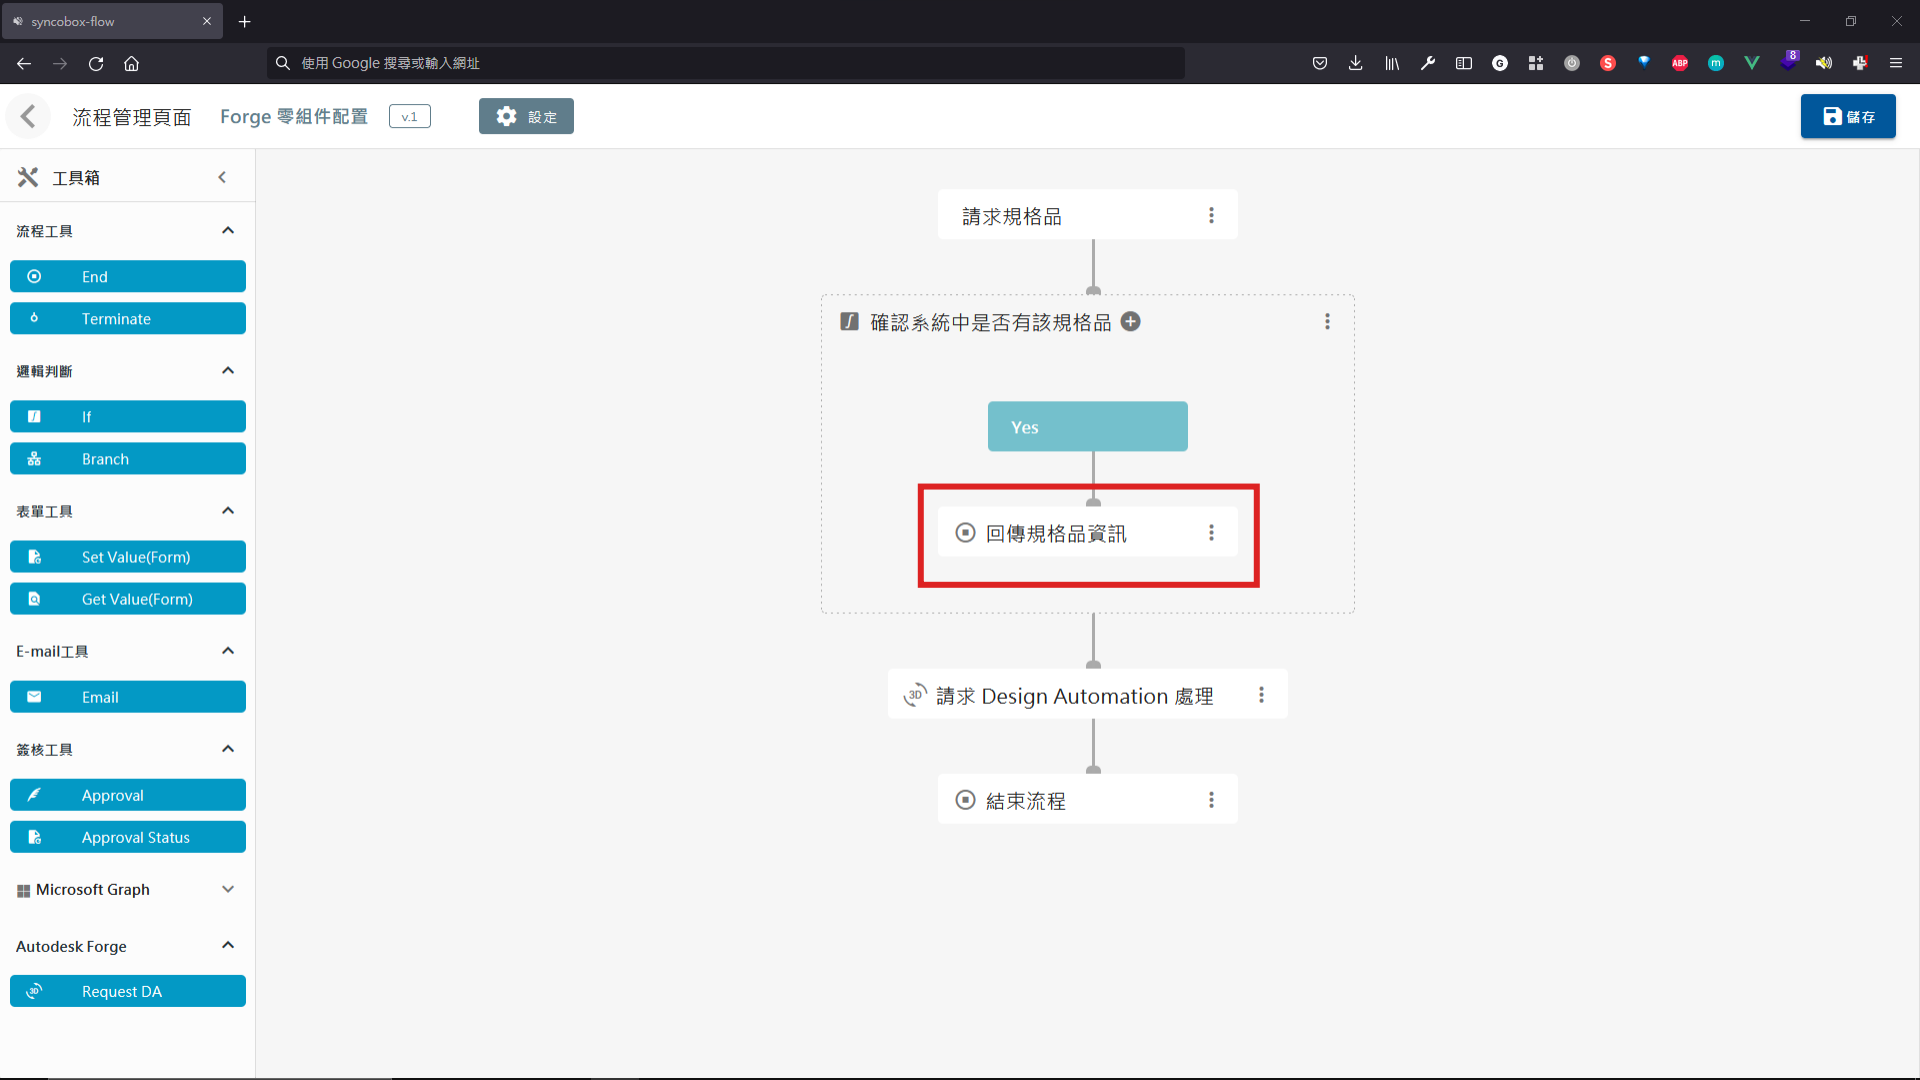 syncobox-flow
使用 Google 搜尋或輸入網址
G
S
ABP
m
8
流程管理頁面
Forge 零組件配置
v.1
設定
儲存
工具箱
流程工具
End
Terminate
邏輯判斷
If
Branch
表單工具
Set Value(Form)
Get Value(Form)
E-mail工具
Email
簽核工具
Approval
Approval Status
Microsoft Graph
Autodesk Forge
3D
Request DA
請求規格品
確認系統中是否有該規格品
Yes
回傳規格品資訊
3D
請求 Design Automation 處理
結束流程